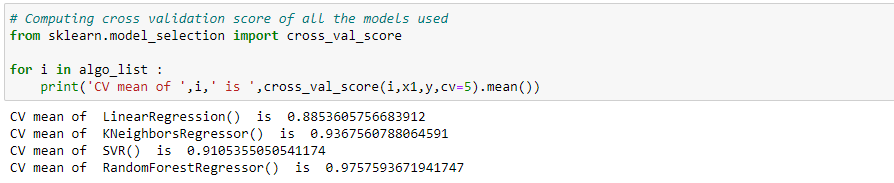 # Computing cross validation score of all the models used
from sklearn.model_selection import cross_val_score
for i in algo_list :
    print('CV mean of ',i,' is ',cross_val_score(i,x1,y,cv=5).mean())
CV mean of  LinearRegression()  is  0.8853605756683912
CV mean of  KNeighborsRegressor()  is  0.9367560788064591
CV mean of  SVR()  is  0.9105355050541174
CV mean of  RandomForestRegressor()  is  0.9757593671941747